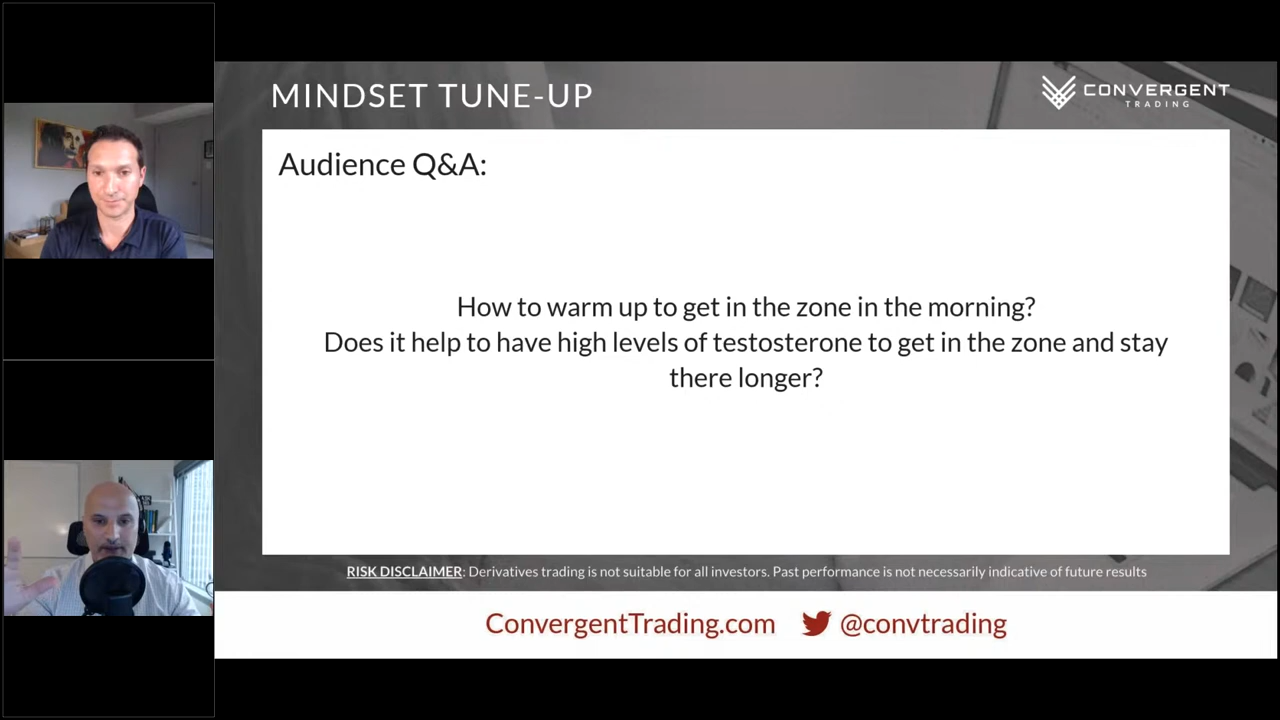 MINDSET TUNE-UP
CONVERGENT
TRADING
Audience Q&A:
How to warm up to get in the zone in the morning?
Does it help to have high levels of testosterone to get in the zone and stay
there longer?
RISK DISCLAIMER: Derivatives trading is not suitable for all investors. Past performance is not necessarily indicative of future results
ConvergentTrading.com @convtrading